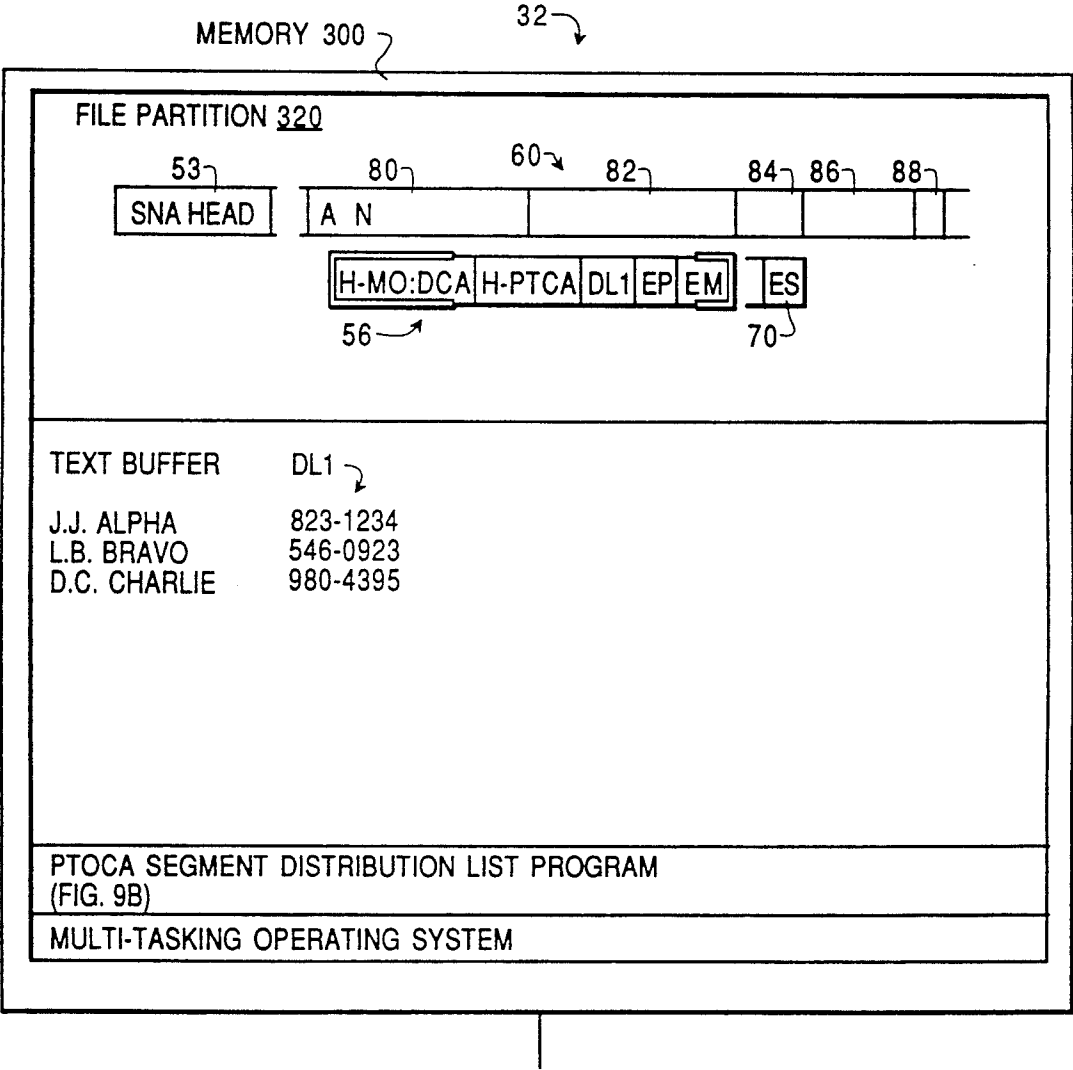 32
MEMORY 300
FILE PARTITION 320
53 80 60 82 84 86 88
SNA HEAD A N
H-MO:DCA H-PTCA DL1 EP EM ES
56 70
TEXT BUFFER DL1
J.J. ALPHA 823-1234
L.B. BRAVO 546-0923
D.C. CHARLIE 980-4395
PTOCA SEGMENT DISTRIBUTION LIST PROGRAM
(FIG. 9B)
MULTI-TASKING OPERATING SYSTEM